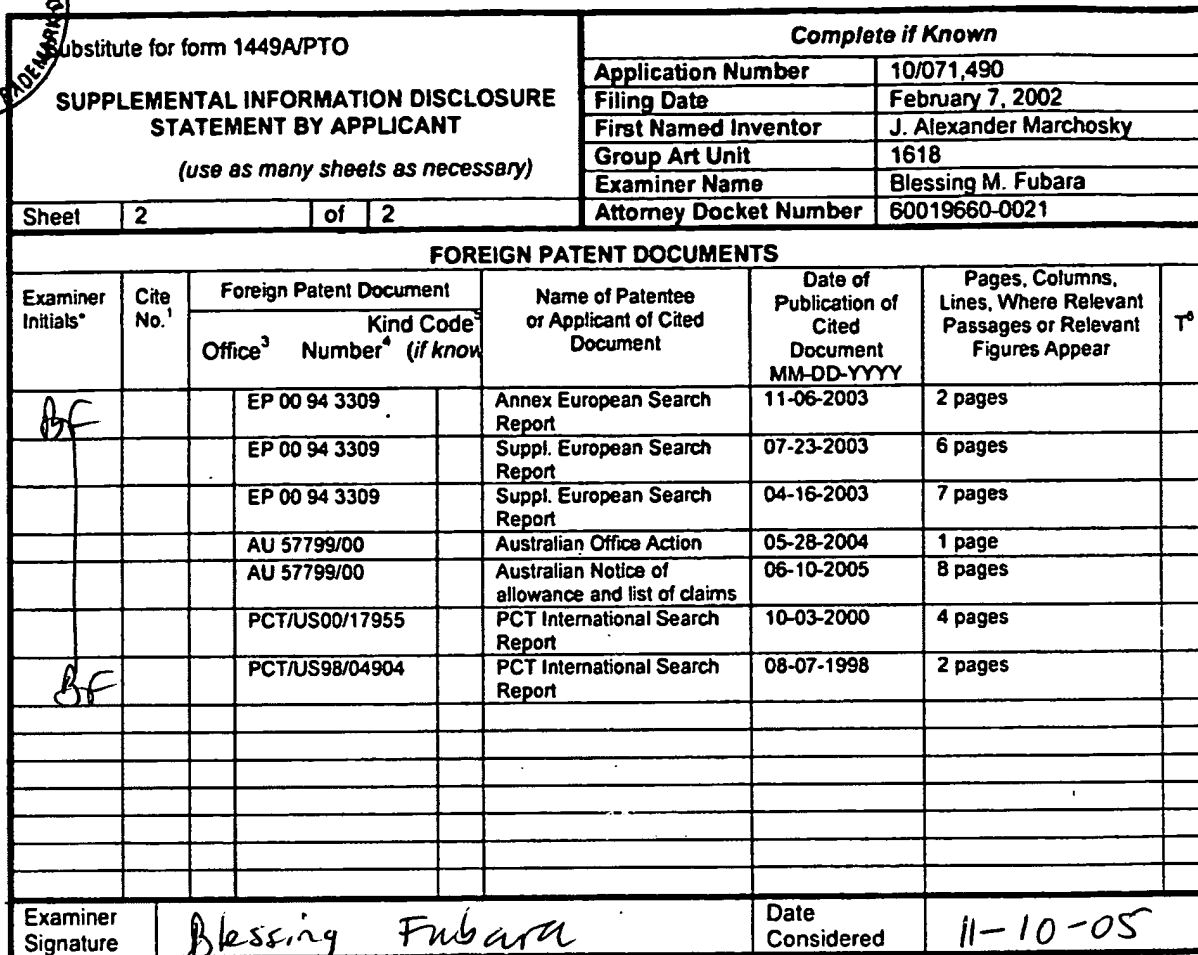 ubstitute for form 1449A/PTO
SUPPLEMENTAL INFORMATION DISCLOSURE
STATEMENT BY APPLICANT
(use as many sheets as necessary)
Sheet 2 of 2
Complete if Known
Application Number 10/071,490
Filing Date February 7, 2002
First Named Inventor J. Alexander Marchosky
Group Art Unit 1618
Examiner Name Blessing M. Fubara
Attorney Docket Number 60019660-0021
FOREIGN PATENT DOCUMENTS
Examiner Initials*
Cite No.¹
Foreign Patent Document
Office³ Number⁴ Kind Code⁵ (if know
Name of Patentee or Applicant of Cited Document
Date of Publication of Cited Document MM-DD-YYYY
Pages, Columns, Lines, Where Relevant Passages or Relevant Figures Appear
T⁶
BF EP 00 94 3309 Annex European Search Report 11-06-2003 2 pages
EP 00 94 3309 Suppl. European Search Report 07-23-2003 6 pages
EP 00 94 3309 Suppl. European Search Report 04-16-2003 7 pages
AU 57799/00 Australian Office Action 05-28-2004 1 page
AU 57799/00 Australian Notice of allowance and list of claims 06-10-2005 8 pages
PCT/US00/17955 PCT International Search Report 10-03-2000 4 pages
BF PCT/US98/04904 PCT International Search Report 08-07-1998 2 pages
Examiner Signature Blessing Fubara
Date Considered 11-10-05